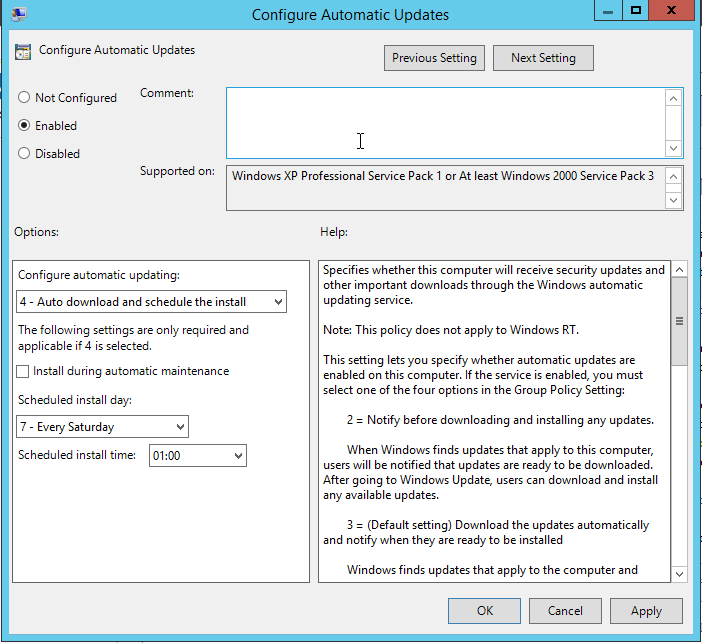 Configure Automatic Updates
Configure Automatic Updates
Previous Setting
Next Setting
Not Configured
Enabled
Disabled
Comment:
Supported on:
Windows XP Professional Service Pack 1 or At least Windows 2000 Service Pack 3
Options:
Help:
Configure automatic updating:
4 - Auto download and schedule the install
The following settings are only required and
applicable if 4 is selected.
Install during automatic maintenance
Scheduled install day:
7 - Every Saturday
Scheduled install time:
01:00
Specifies whether this computer will receive security updates and
other important downloads through the Windows automatic
updating service.
Note: This policy does not apply to Windows RT.
This setting lets you specify whether automatic updates are
enabled on this computer. If the service is enabled, you must
select one of the four options in the Group Policy Setting:
2 = Notify before downloading and installing any updates.
When Windows finds updates that apply to this computer,
users will be notified that updates are ready to be downloaded.
After going to Windows Update, users can download and install
any available updates.
3 = (Default setting) Download the updates automatically
and notify when they are ready to be installed
Windows finds updates that apply to the computer and
OK
Cancel
Apply